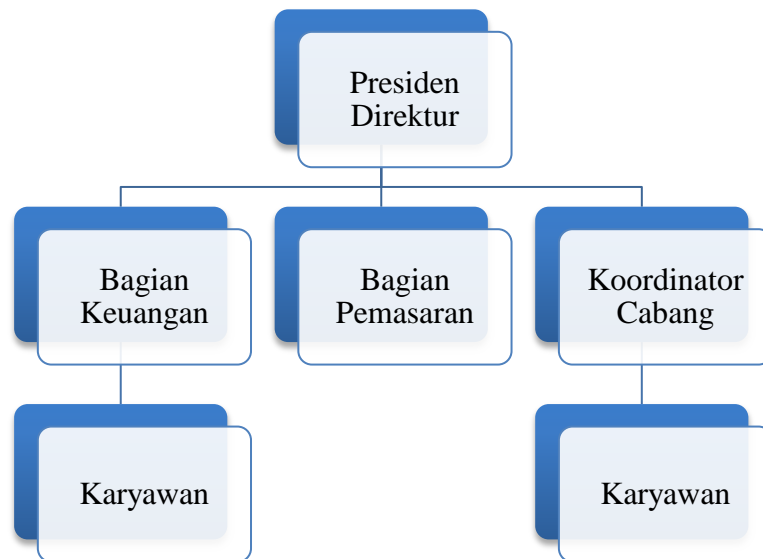 Presiden
Direktur
Bagian
Keuangan
Bagian
Pemasaran
Koordinator
Cabang
Karyawan
Karyawan